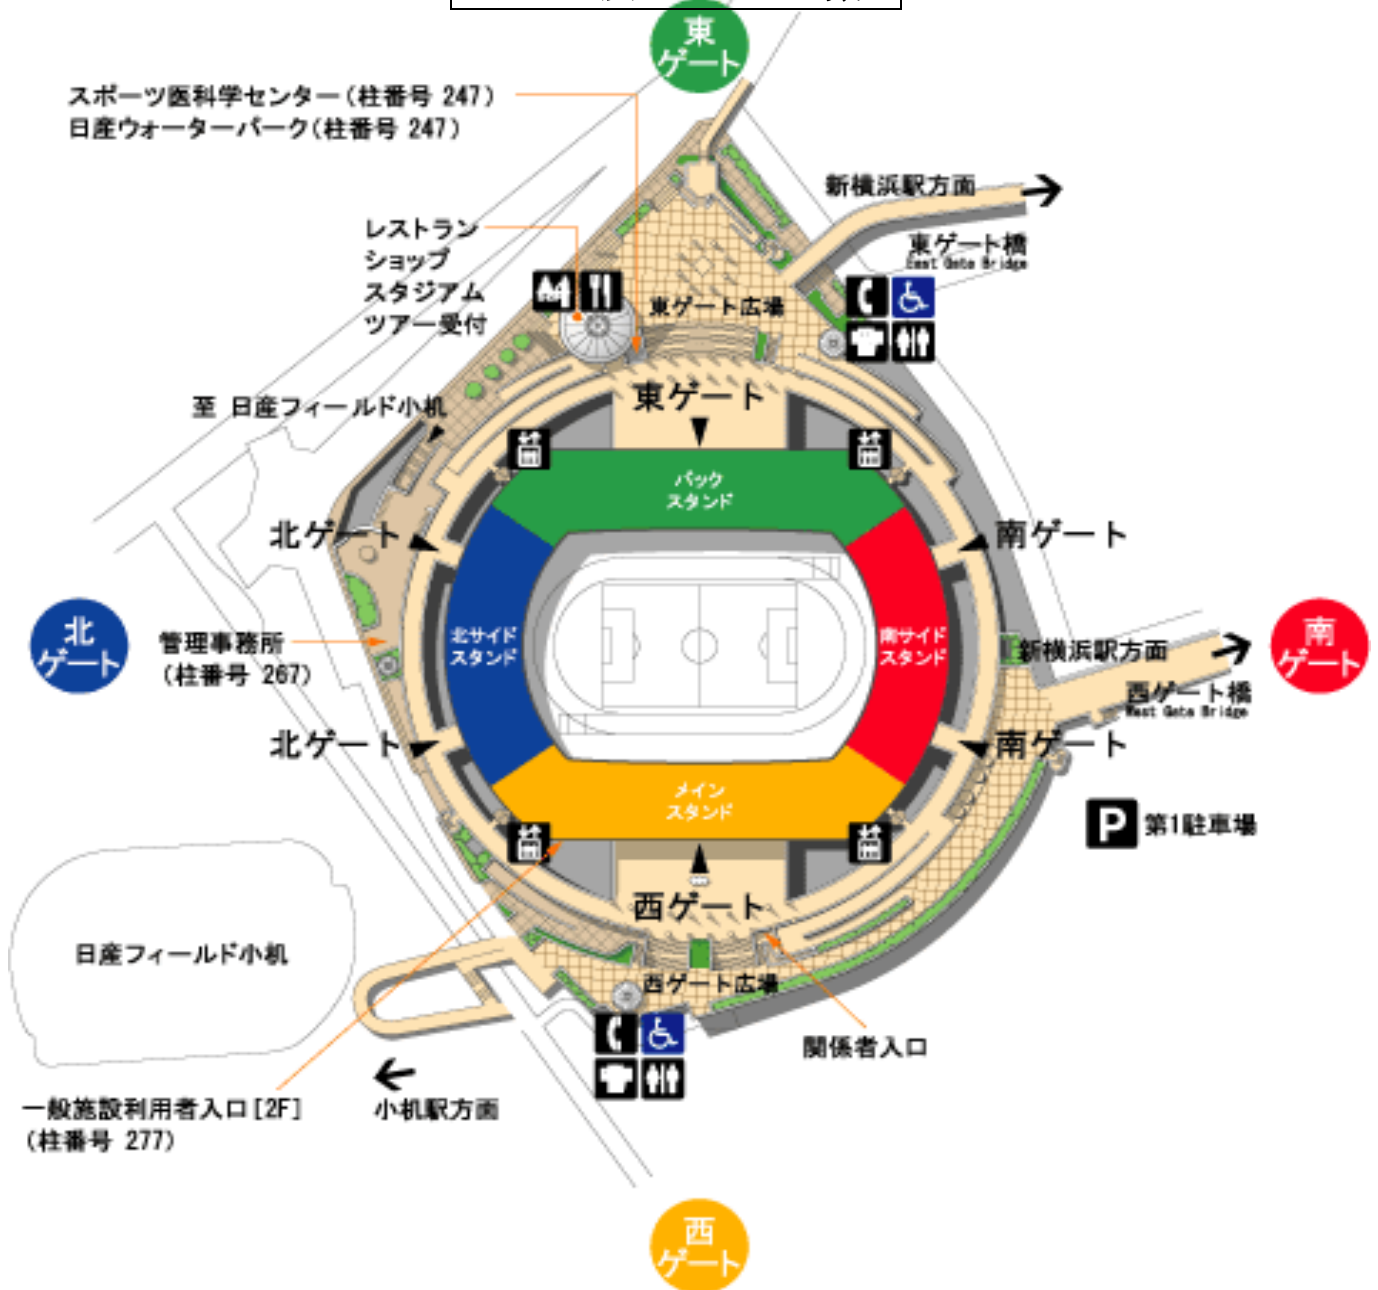 東
ゲート
スポーツ医科学センター(柱番号 247)
日産ウォーターパーク(柱番号 247)
新横浜駅方面
レストラン
ショップ
スタジアム
ツアー受付
東ゲート橋
East Gate Bridge
東ゲート広場
東ゲート
至 日産フィールド小机
バック
スタンド
北ゲート
南ゲート
北
ゲート
管理事務所
(柱番号 267)
北サイド
スタンド
南サイド
スタンド
新横浜駅方面
南
ゲート
西ゲート橋
West Gate Bridge
北ゲート
南ゲート
メイン
スタンド
P 第1駐車場
西ゲート
日産フィールド小机
西ゲート広場
関係者入口
一般施設利用者入口[2F]
(柱番号 277)
小机駅方面
西
ゲート